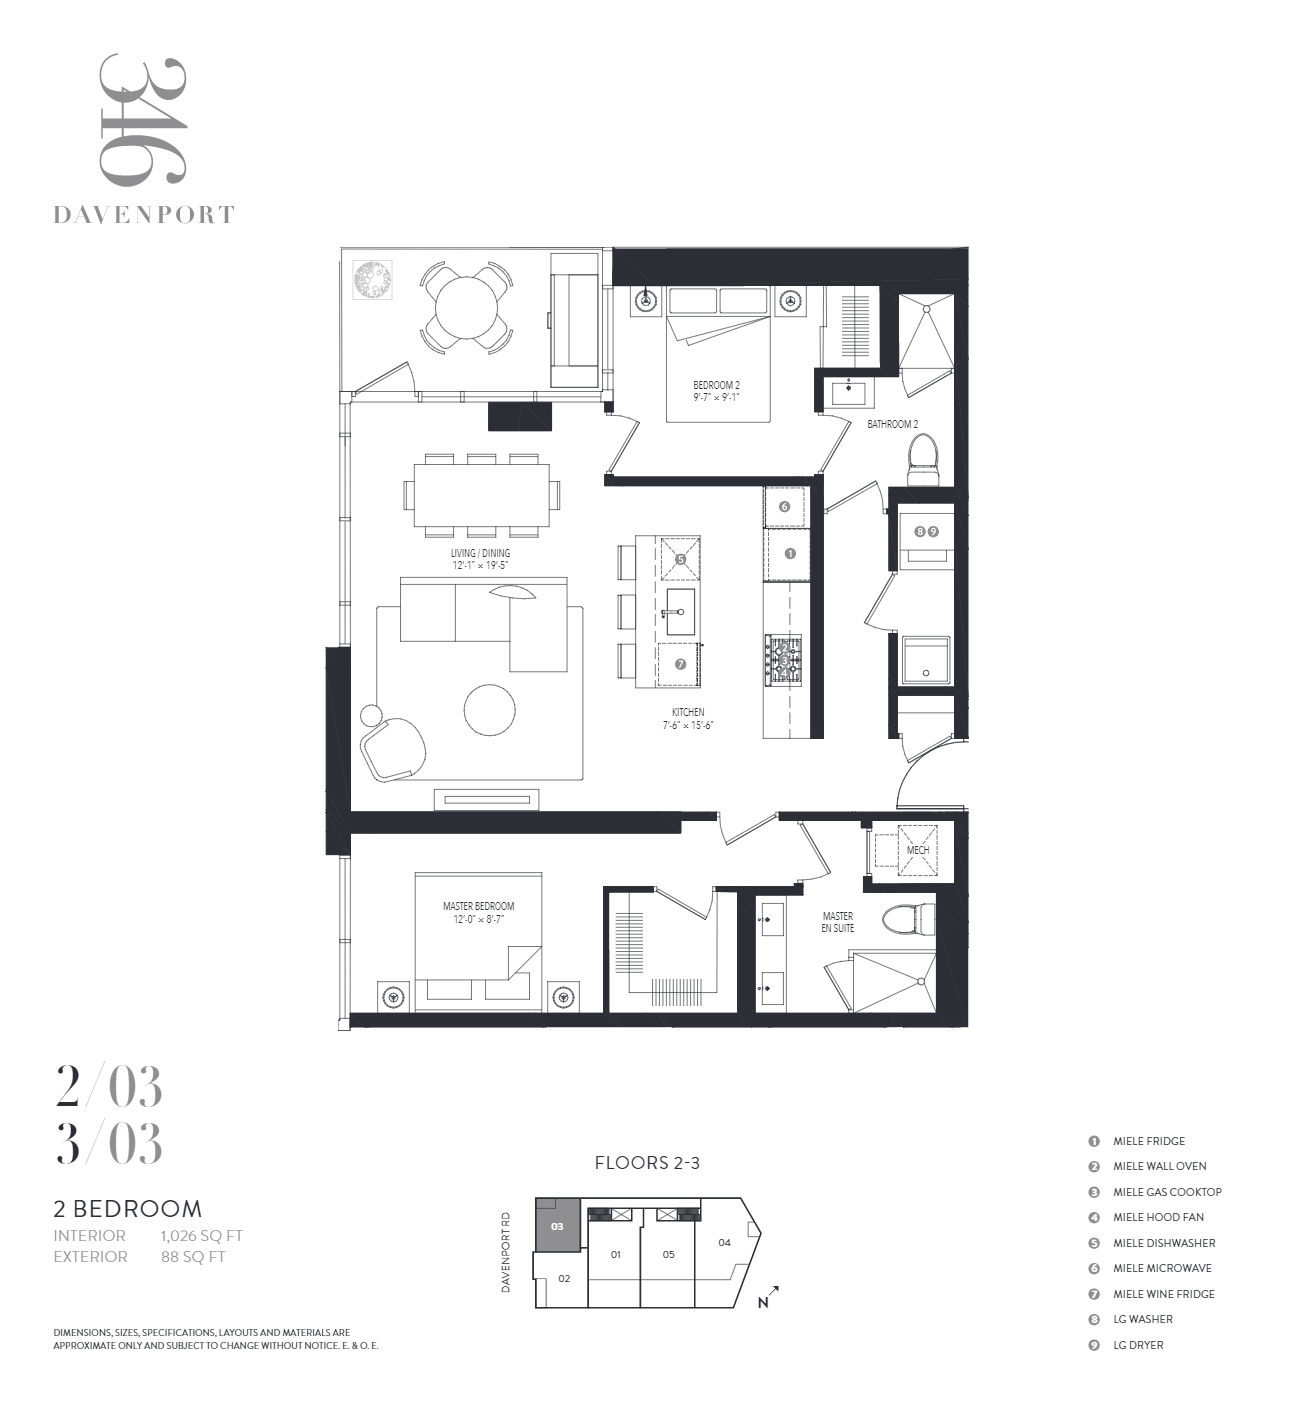 346
DAVENPORT
BEDROOM 2
9'-7" × 9'-1"
BATHROOM 2
6
8 9
1
LIVING / DINING
12'-1" × 19'-5"
5
2
3
4
7
KITCHEN
7'-6" × 15'-6"
MECH
MASTER BEDROOM
12'-0" × 8'-7"
MASTER
EN SUITE
2/03
3/03
2 BEDROOM
INTERIOR 1,026 SQ FT
EXTERIOR 88 SQ FT
DIMENSIONS, SIZES, SPECIFICATIONS, LAYOUTS AND MATERIALS ARE
APPROXIMATE ONLY AND SUBJECT TO CHANGE WITHOUT NOTICE. E. & O. E.
FLOORS 2-3
DAVENPORT RD
03
02
01
05
04
N
1 MIELE FRIDGE
2 MIELE WALL OVEN
3 MIELE GAS COOKTOP
4 MIELE HOOD FAN
5 MIELE DISHWASHER
6 MIELE MICROWAVE
7 MIELE WINE FRIDGE
8 LG WASHER
9 LG DRYER